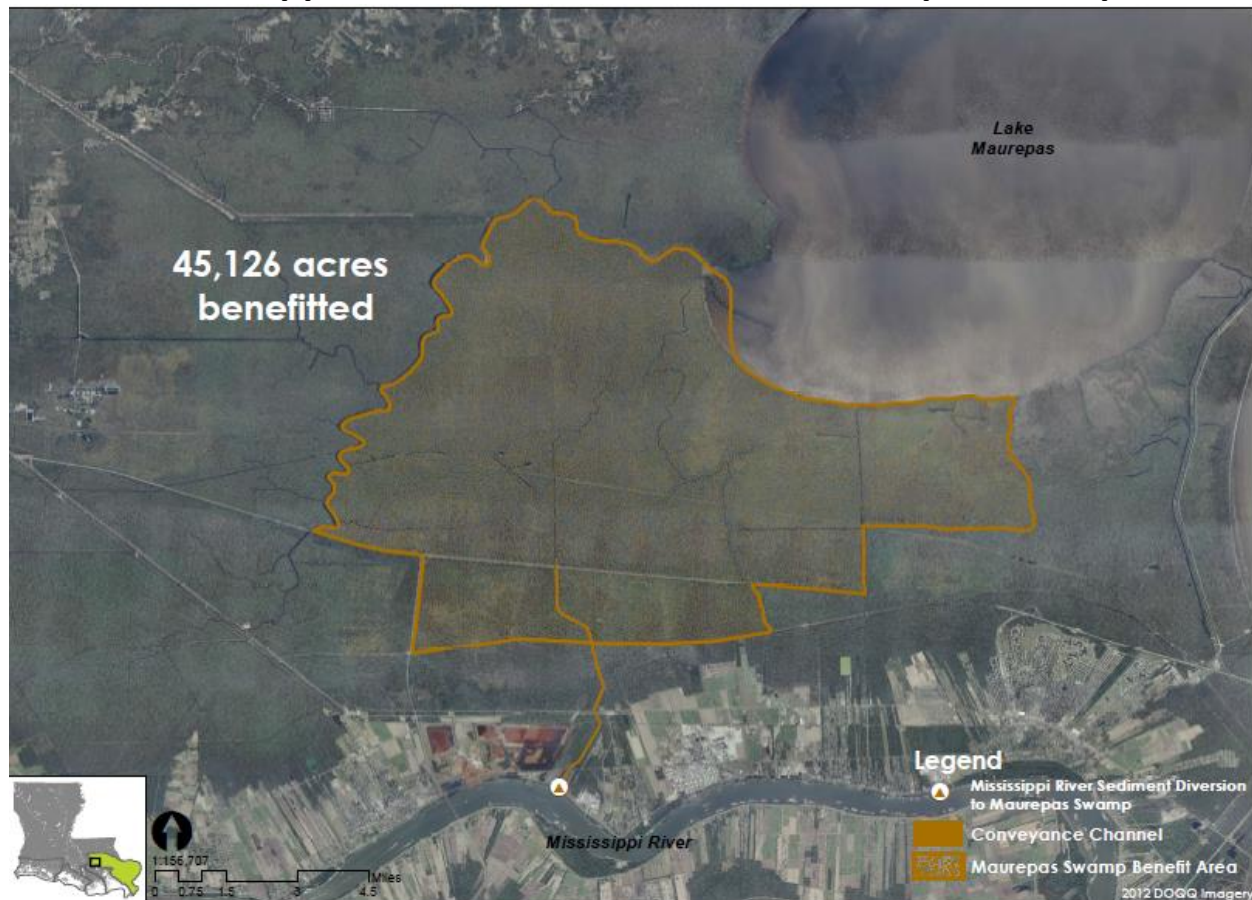 Lake
Maurepas
45,126 acres
benefitted
Legend
Mississippi River Sediment Diversion
to Maurepas Swamp
Conveyance Channel
Maurepas Swamp Benefit Area
Mississippi River
1:156,707
Miles
0 0.75 1.5 3 4.5
2012 DOQQ Imagery